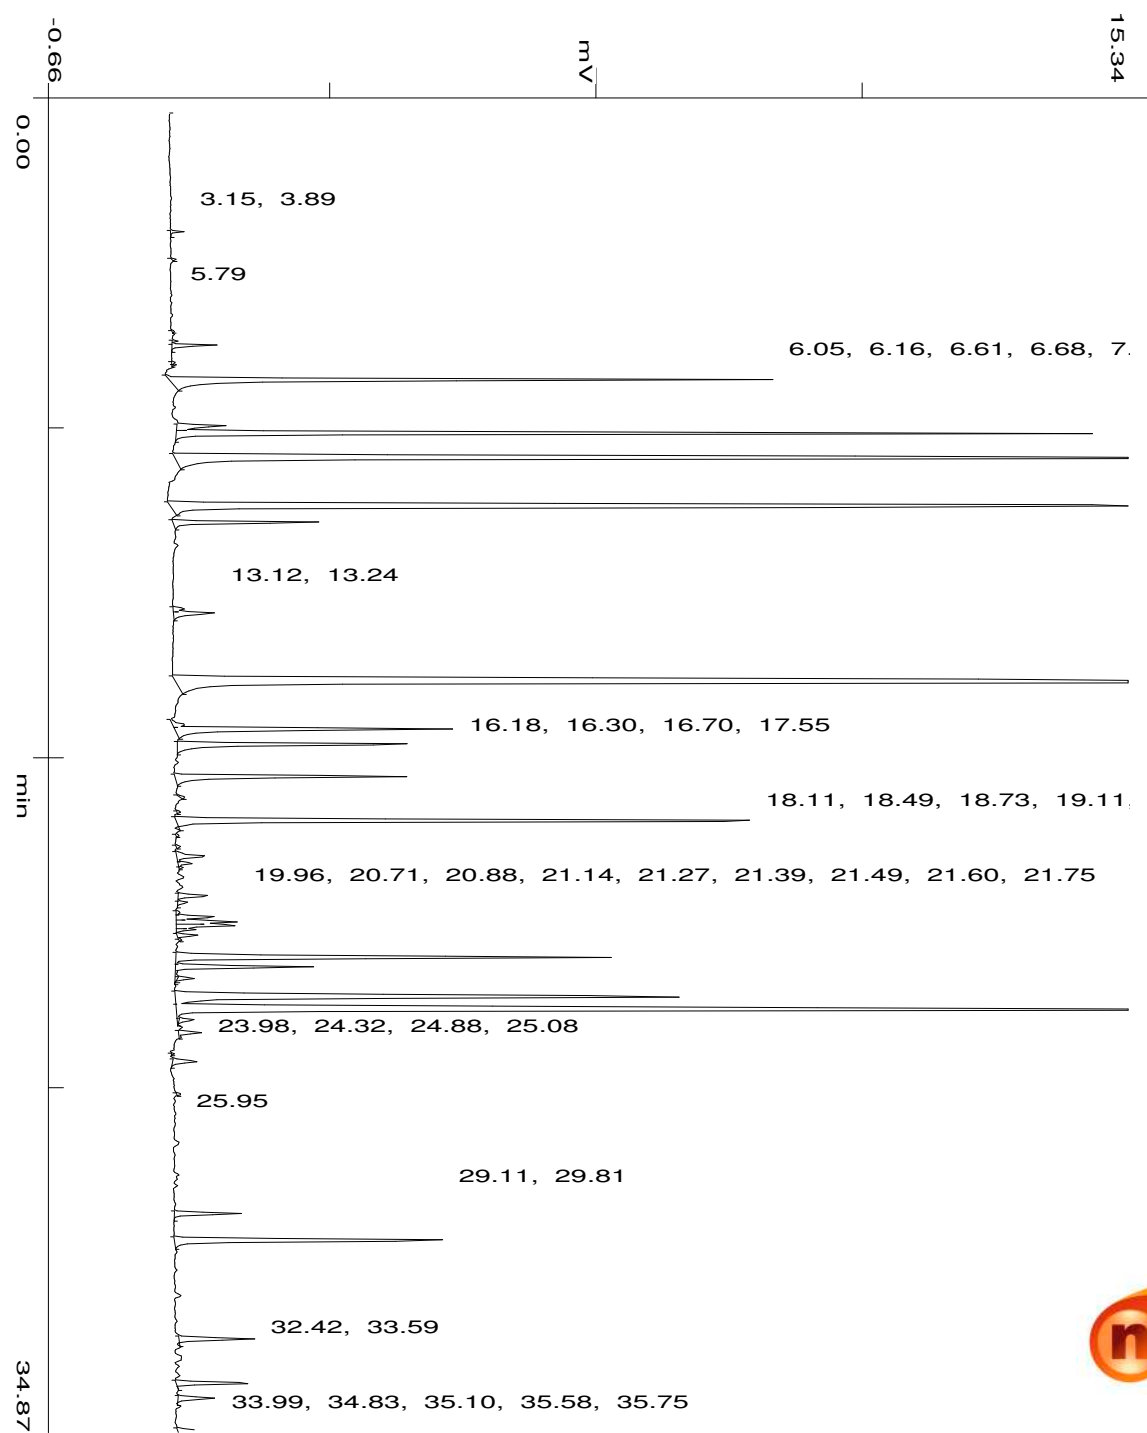 -0.66
mV
15.34
0.00
3.15, 3.89
5.79
6.05, 6.16, 6.61, 6.68, 7.
13.12, 13.24
16.18, 16.30, 16.70, 17.55
min
18.11, 18.49, 18.73, 19.11,
19.96, 20.71, 20.88, 21.14, 21.27, 21.39, 21.49, 21.60, 21.75
23.98, 24.32, 24.88, 25.08
25.95
29.11, 29.81
32.42, 33.59
n
34.87
33.99, 34.83, 35.10, 35.58, 35.75